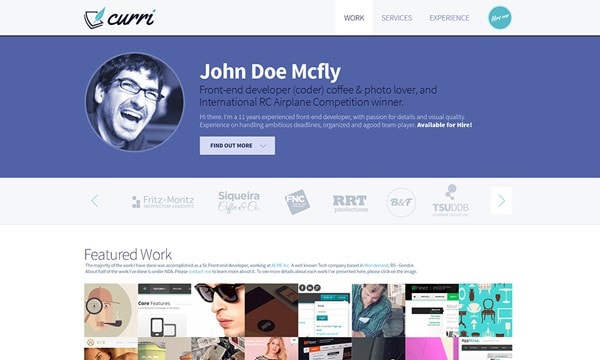 curri
WORK
SERVICES
EXPERIENCE
Hire me!
John Doe Mcfly
Front-end developer (coder) coffee & photo lover, and
International RC Airplane Competition winner.
Hi there. I'm a 11 years experienced front-end developer, with passion for details and visual quality.
Experience on handling ambitious deadlines, organized and agood team-player. Available for Hire!
FIND OUT MORE
Fritz+Moritz
Siqueira
Coffee & Co.
FNC
RRT
productions
B&F
TSUDDB
Featured Work
The majority of the work I have done was accomplished as a Sr. Front-end developer, working at ACME Inc. A well known Tech company based in Wonderland, RS - Gondor.
About half of the work I've done is under NDA. Please contact me to learn more about it. To see more details about each work I've presented here, please click on the image.
Core Features